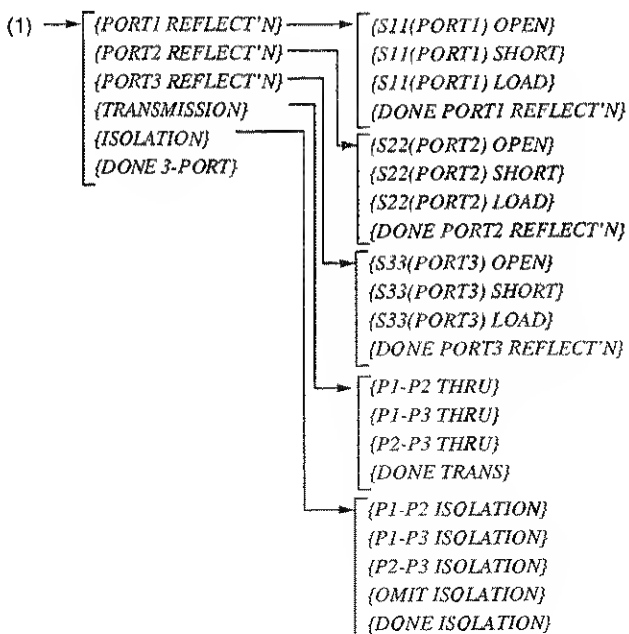 (1)
{PORT1 REFLECT'N}
{PORT2 REFLECT'N}
{PORT3 REFLECT'N}
{TRANSMISSION}
{ISOLATION}
{DONE 3-PORT}
{S11(PORT1) OPEN}
{S11(PORT1) SHORT}
{S11(PORT1) LOAD}
{DONE PORT1 REFLECT'N}
{S22(PORT2) OPEN}
{S22(PORT2) SHORT}
{S22(PORT2) LOAD}
{DONE PORT2 REFLECT'N}
{S33(PORT3) OPEN}
{S33(PORT3) SHORT}
{S33(PORT3) LOAD}
{DONE PORT3 REFLECT'N}
{P1-P2 THRU}
{P1-P3 THRU}
{P2-P3 THRU}
{DONE TRANS}
{P1-P2 ISOLATION}
{P1-P3 ISOLATION}
{P2-P3 ISOLATION}
{OMIT ISOLATION}
{DONE ISOLATION}